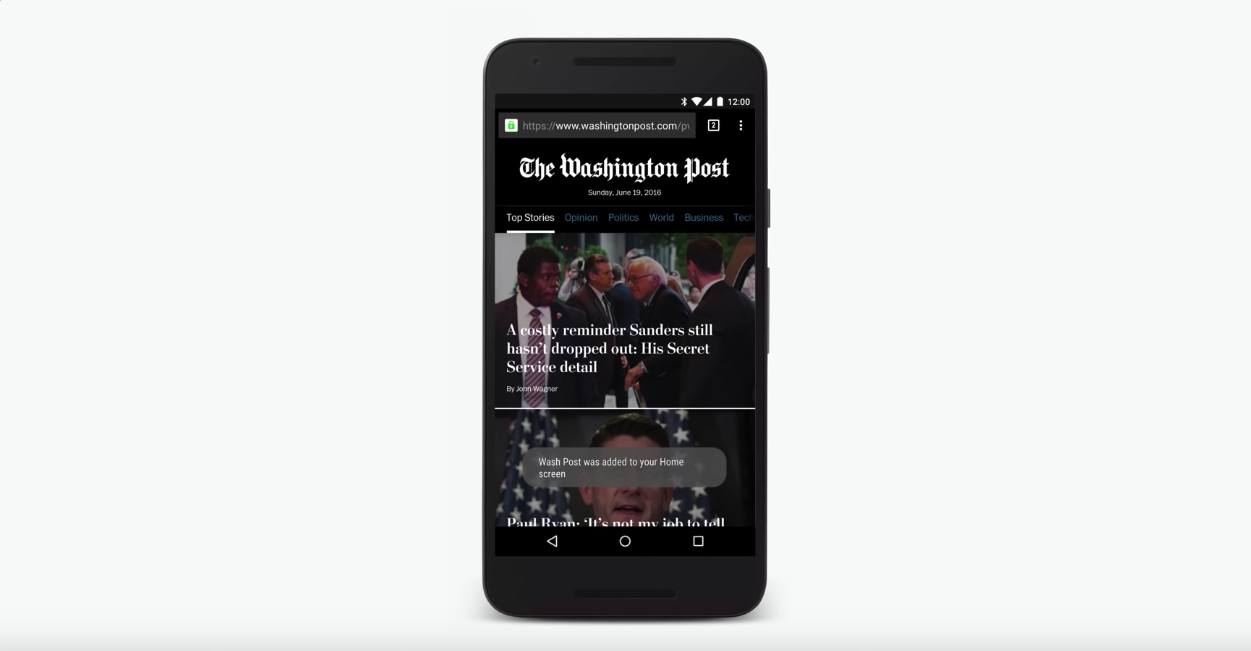 12:00
https://www.washingtonpost.com/pw
2
The Washington Post
Sunday, June 19, 2016
Top Stories Opinion Politics World Business Tech
A costly reminder Sanders still
hasn't dropped out: His Secret
Service detail
By John Wagner
Wash Post was added to your Home
screen
Paul Ryan: ‘It's not my job to tell